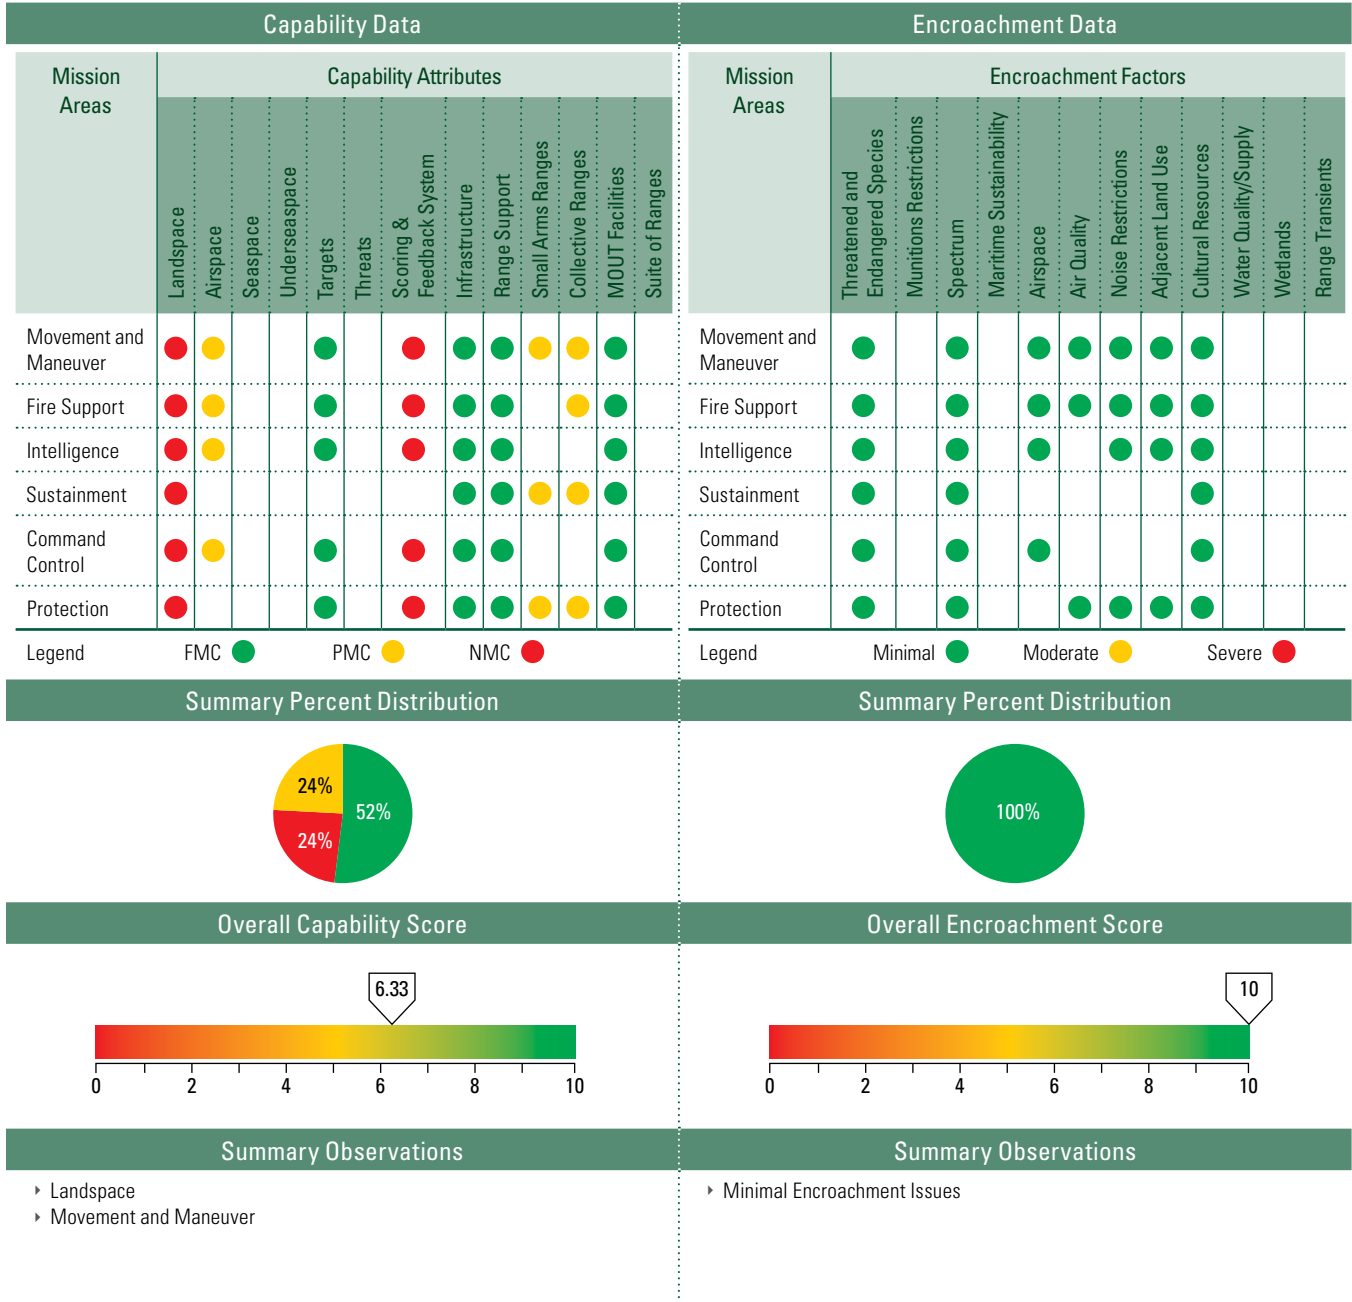 Capability Data
Mission
Areas
Capability Attributes
Landspace
Airspace
Seaspace
Underseaspace
Targets
Threats
Scoring &
Feedback System
Infrastructure
Range Support
Small Arms Ranges
Collective Ranges
MOUT Facilities
Suite of Ranges
Movement and
Maneuver
Fire Support
Intelligence
Sustainment
Command
Control
Protection
Legend
FMC
PMC
NMC
Summary Percent Distribution
24%
52%
24%
Overall Capability Score
6.33
0 2 4 6 8 10
Summary Observations
‣ Landspace
‣ Movement and Maneuver
Encroachment Data
Mission
Areas
Encroachment Factors
Threatened and
Endangered Species
Munitions Restrictions
Spectrum
Maritime Sustainability
Airspace
Air Quality
Noise Restrictions
Adjacent Land Use
Cultural Resources
Water Quality/Supply
Wetlands
Range Transients
Movement and
Maneuver
Fire Support
Intelligence
Sustainment
Command
Control
Protection
Legend
Minimal
Moderate
Severe
Summary Percent Distribution
100%
Overall Encroachment Score
10
0 2 4 6 8 10
Summary Observations
‣ Minimal Encroachment Issues